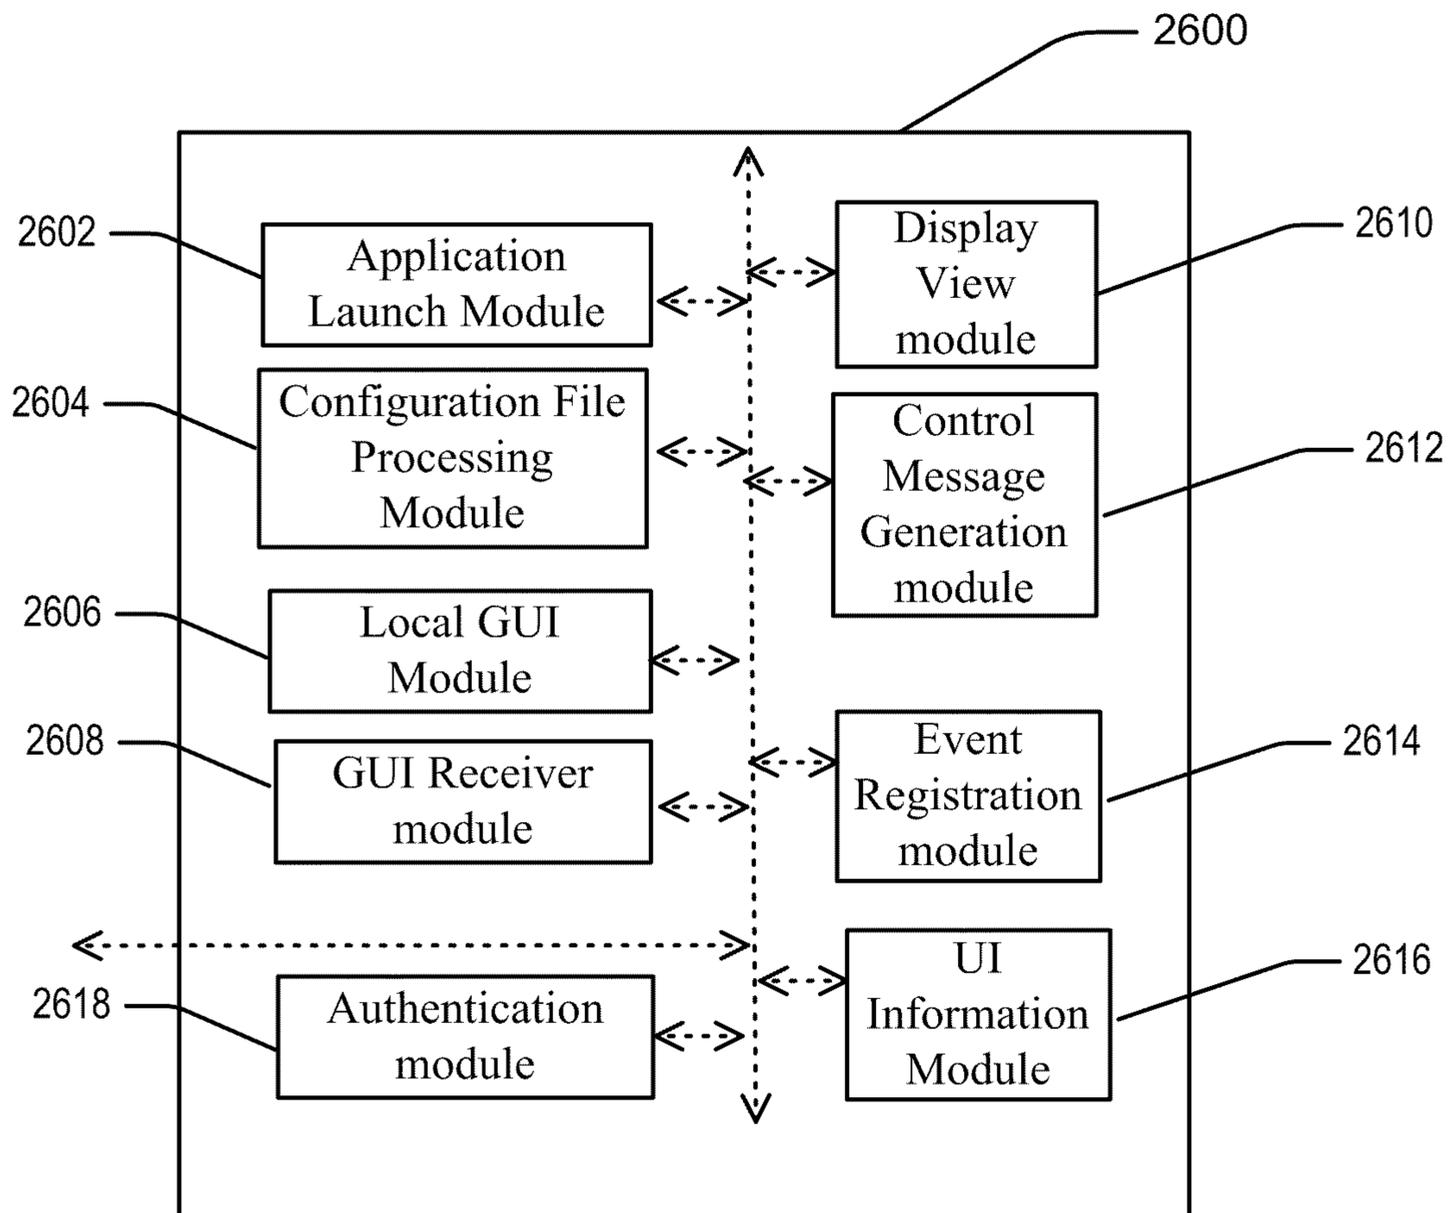 2600
2602
Application
Launch Module
2604
Configuration File
Processing
Module
2606
Local GUI
Module
2608
GUI Receiver
module
2618
Authentication
module
Display
View
module
2610
Control
Message
Generation
module
2612
Event
Registration
module
2614
UI
Information
Module
2616